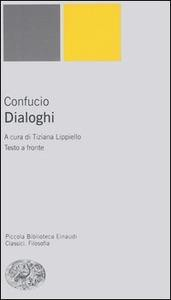 Confucio
Dialoghi
A cura di Tiziana Lippiello
Testo a fronte
Piccola Biblioteca Einaudi
Classici. Filosofia